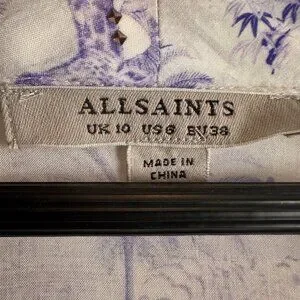 ALLSAINTS
UK 10 US 6 EU 38
MADE IN
CHINA